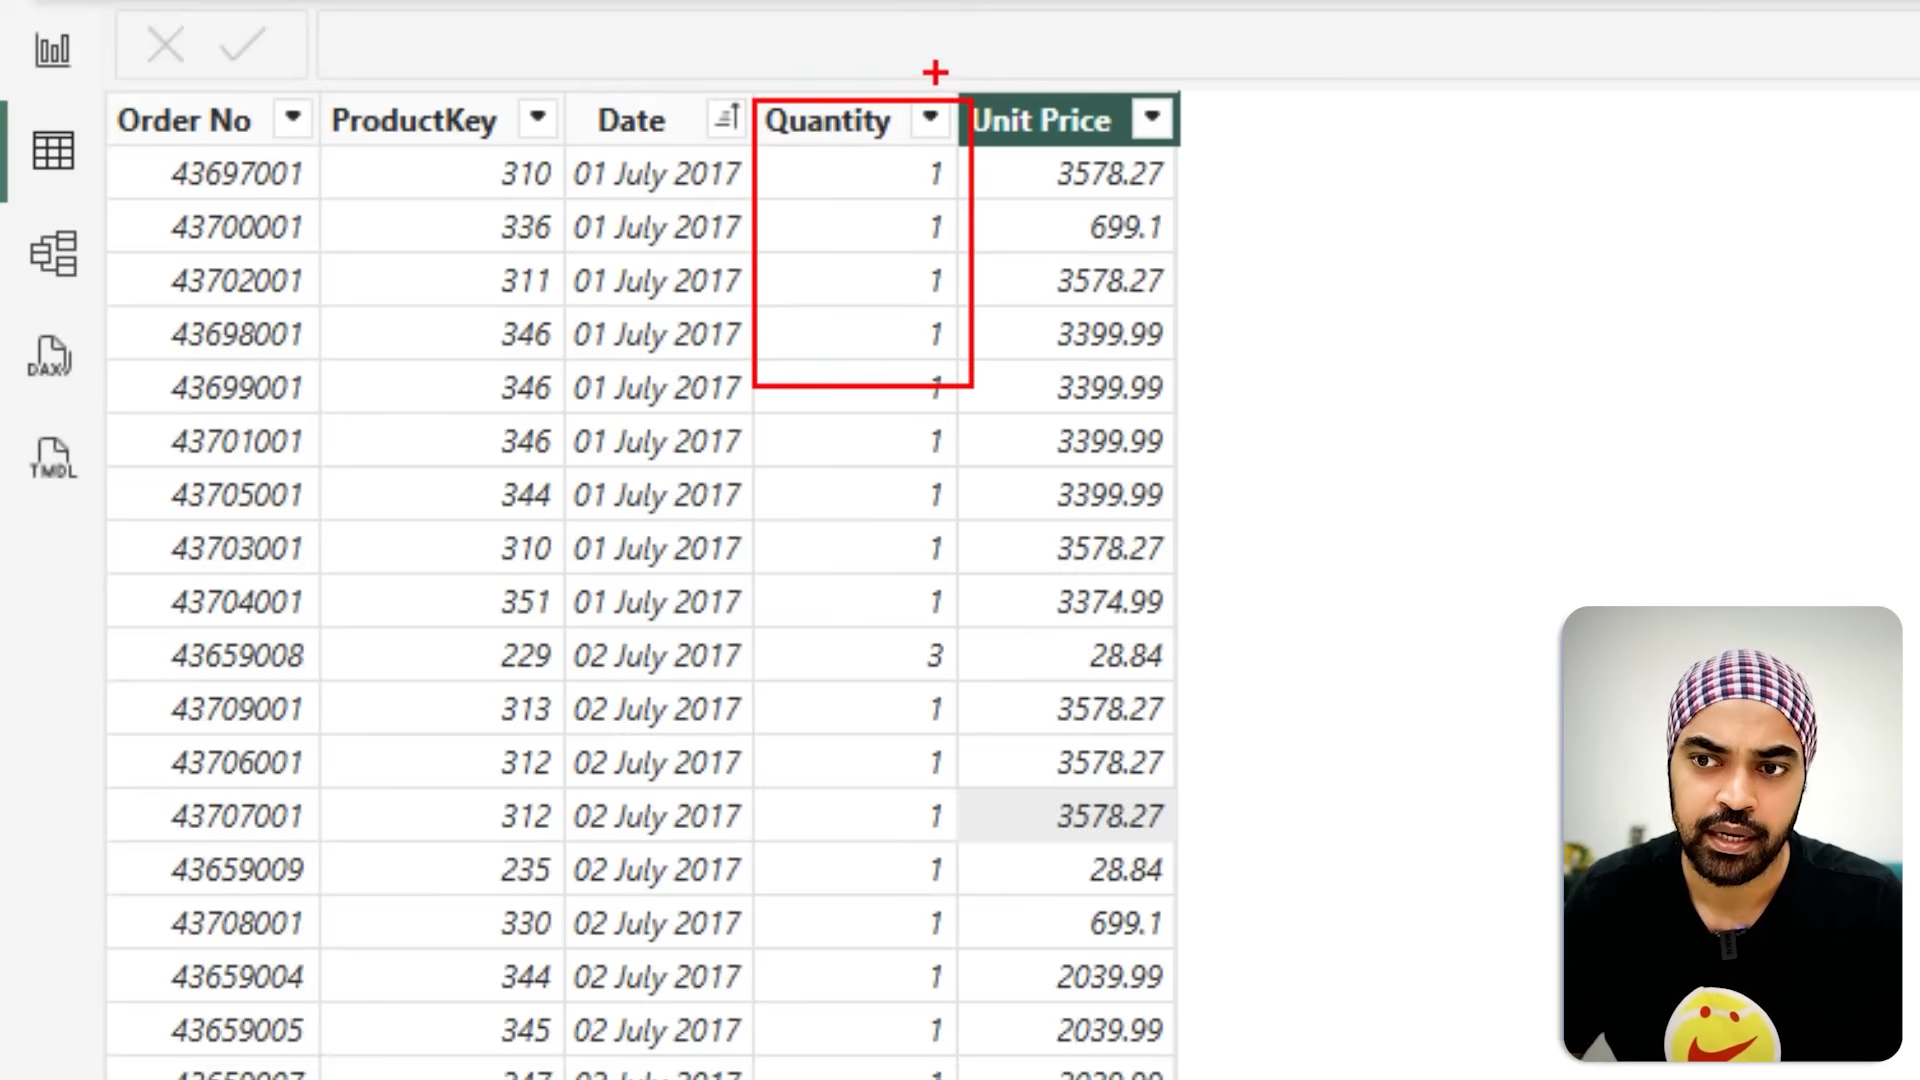 Order No ProductKey Date Quantity Unit Price
43697001 310 01 July 2017 1 3578.27
43700001 336 01 July 2017 1 699.1
43702001 311 01 July 2017 1 3578.27
43698001 346 01 July 2017 1 3399.99
43699001 346 01 July 2017 1 3399.99
43701001 346 01 July 2017 1 3399.99
43705001 344 01 July 2017 1 3399.99
43703001 310 01 July 2017 1 3578.27
DAX
43704001 351 01 July 2017 1 3374.99
TMDL
43659008 229 02 July 2017 3 28.84
43709001 313 02 July 2017 1 3578.27
43706001 312 02 July 2017 1 3578.27
43707001 312 02 July 2017 1 3578.27
43659009 235 02 July 2017 1 28.84
43708001 330 02 July 2017 1 699.1
43659004 344 02 July 2017 1 2039.99
43659005 345 02 July 2017 1 2039.99